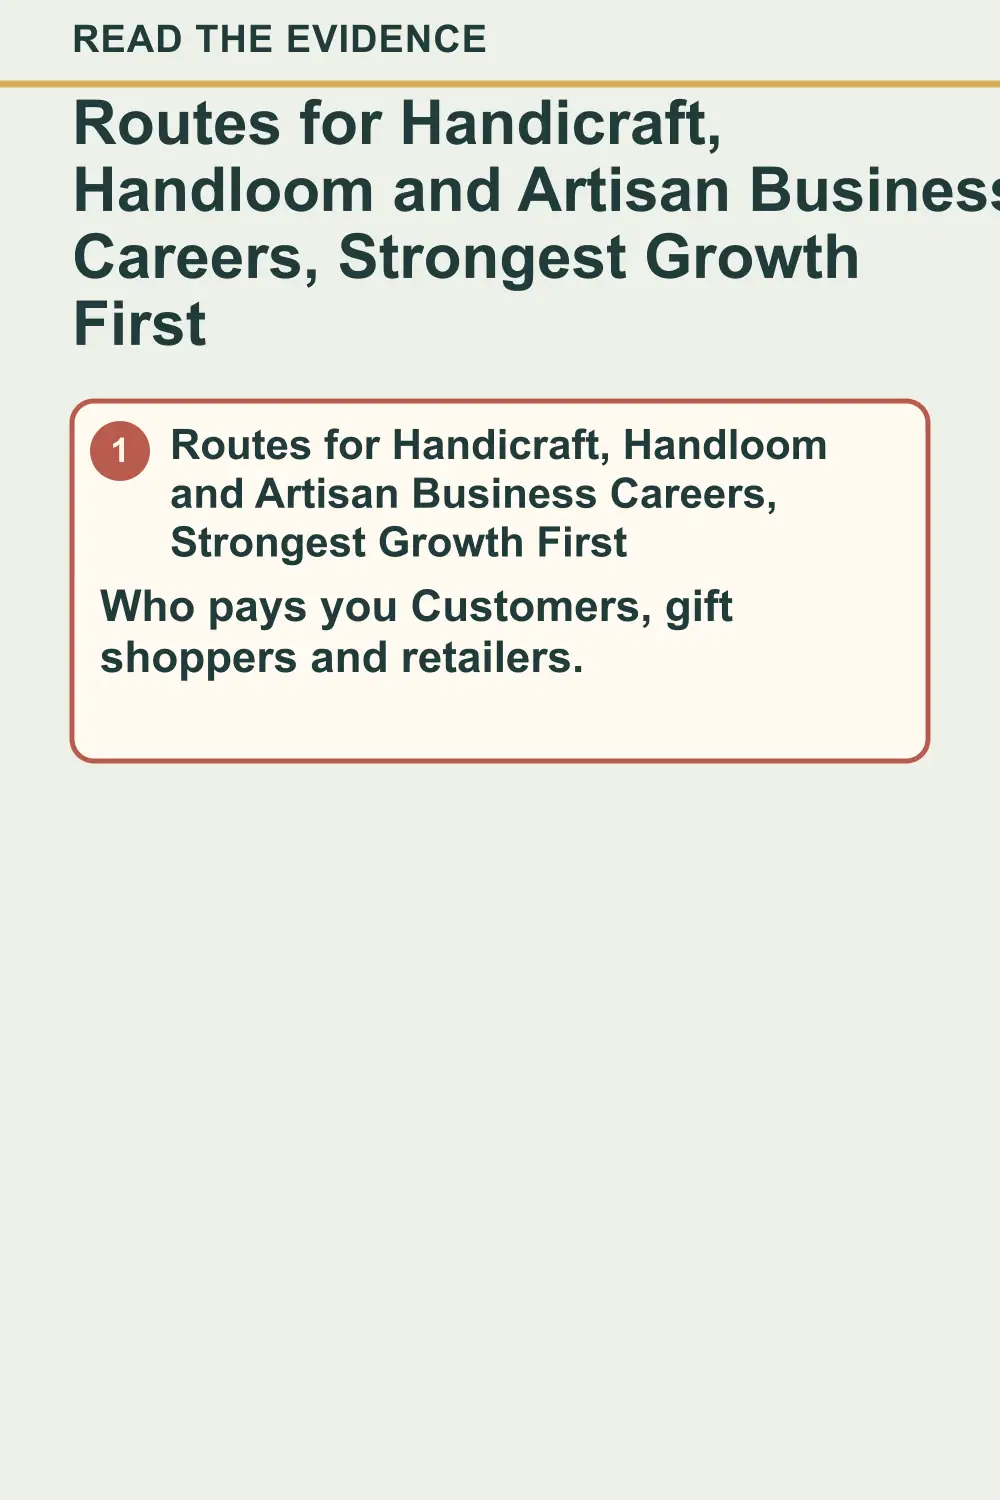 READ THE EVIDENCE
Routes for Handicraft,
Handloom and Artisan Business
Careers, Strongest Growth
First
1
Routes for Handicraft, Handloom
and Artisan Business Careers,
Strongest Growth First
Who pays you Customers, gift
shoppers and retailers.